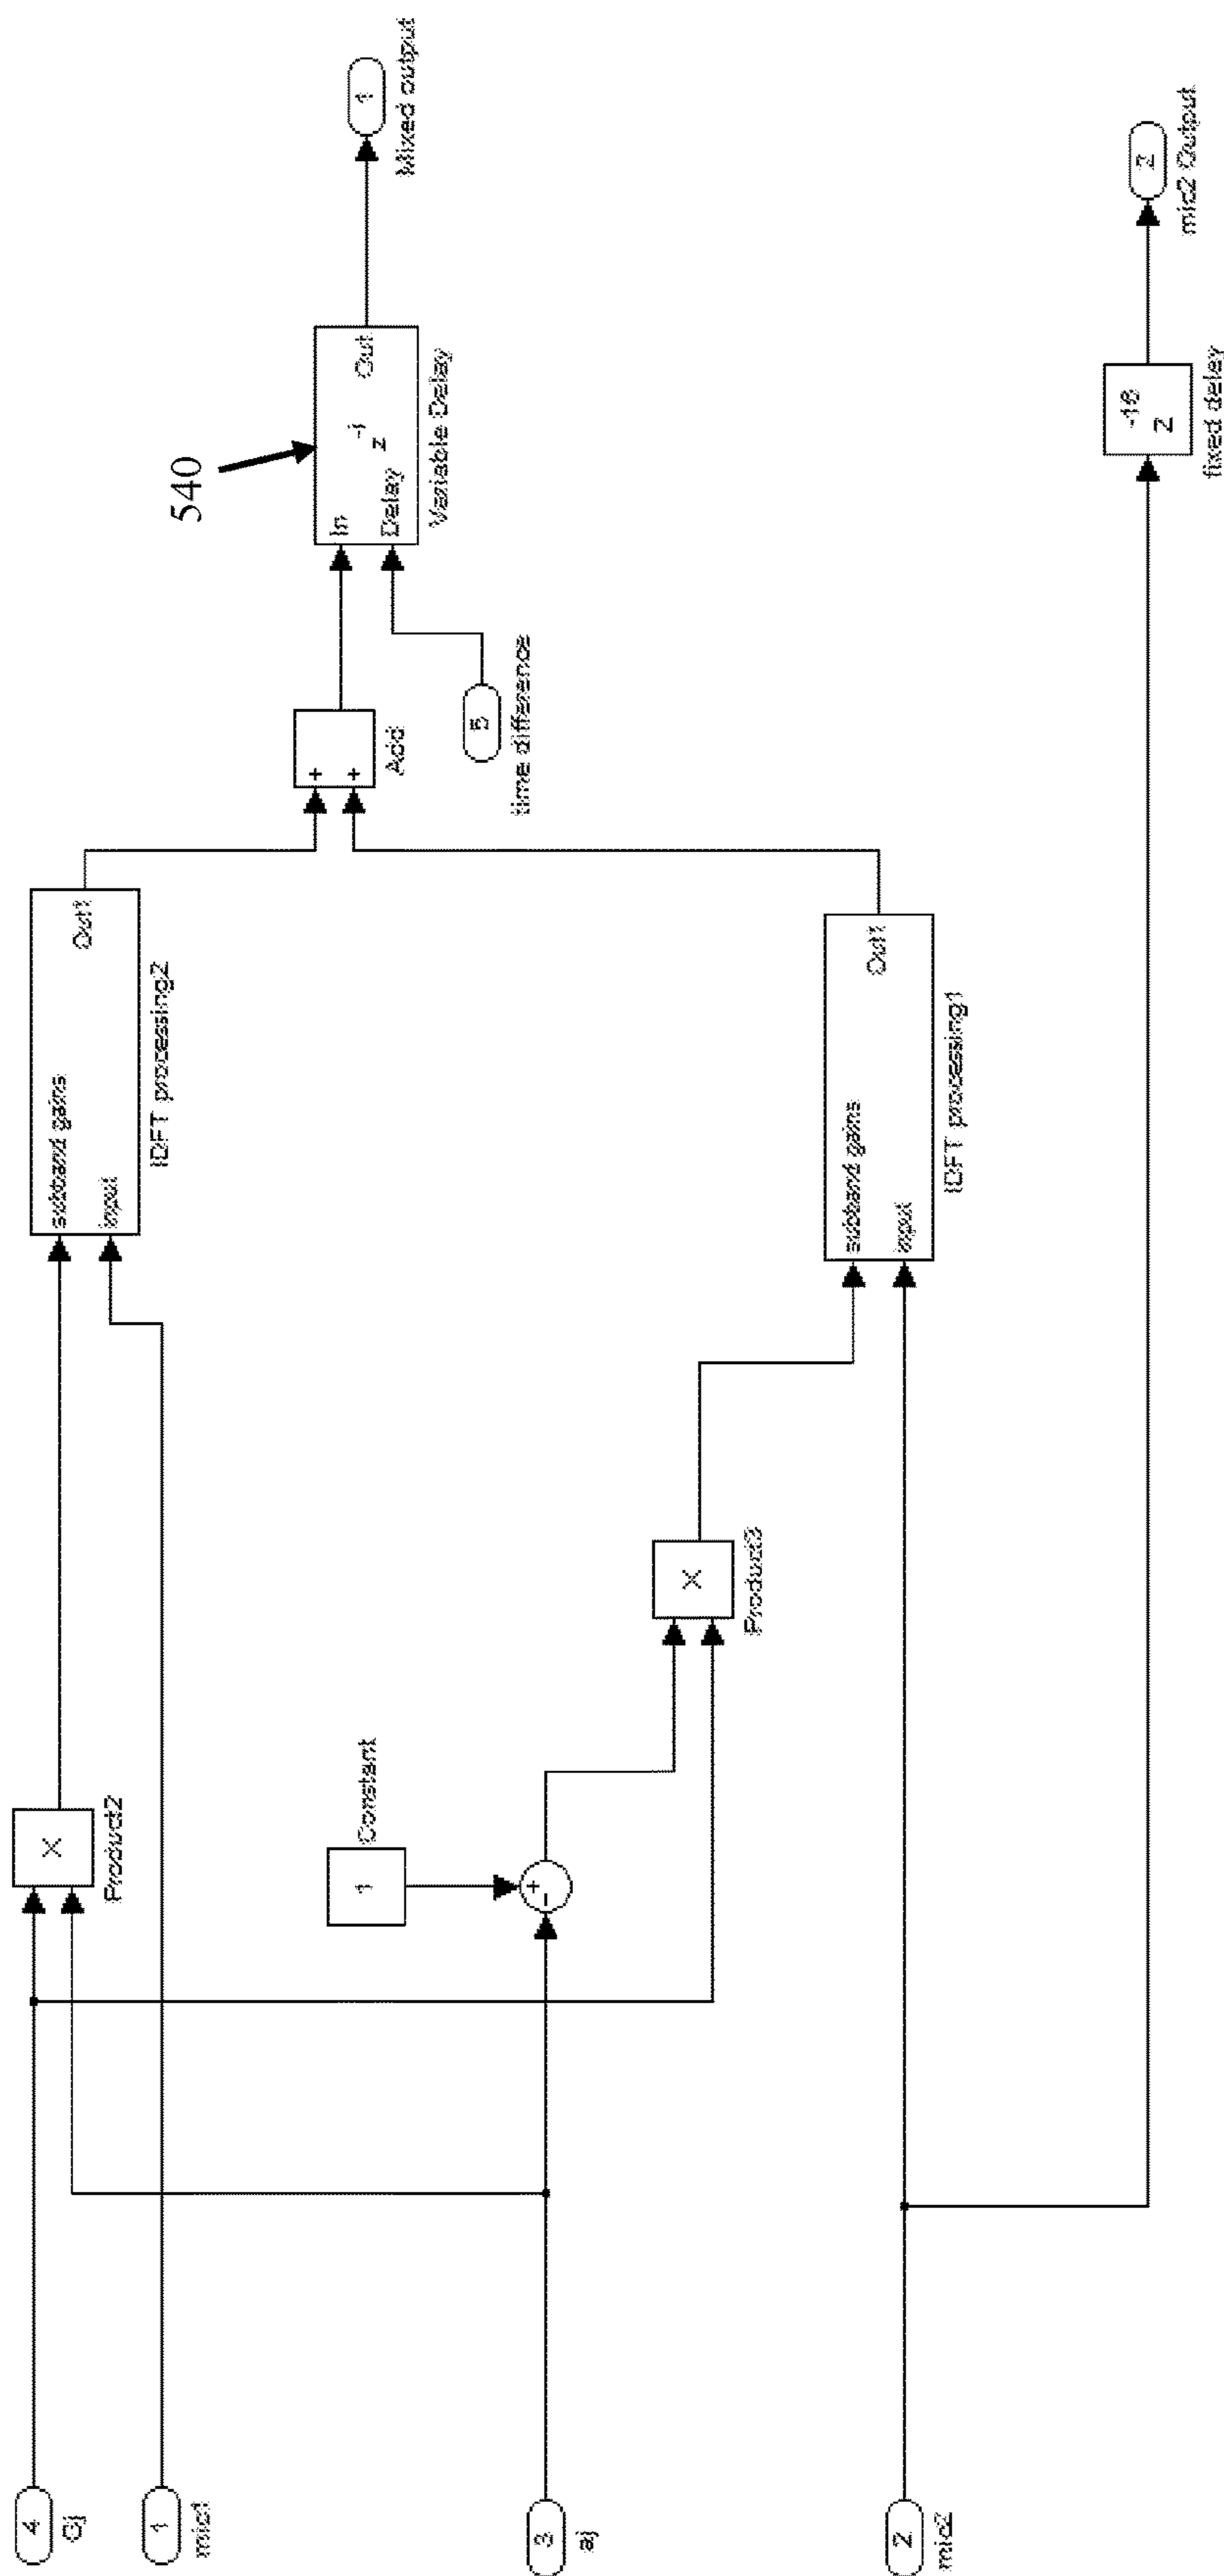 4
Gj
1
mic1
3
aj
2
mic2
X
Product2
1
Constant
+
-
X
Product3
subband gains
input
Out1
IDFT processing2
subband gains
input
Out1
IDFT processing1
+
+
Add
5
time difference
540
In
Delay
z -i
Out
Variable Delay
1
Mixed output
-16
z
fixed delay
2
mic2 Output